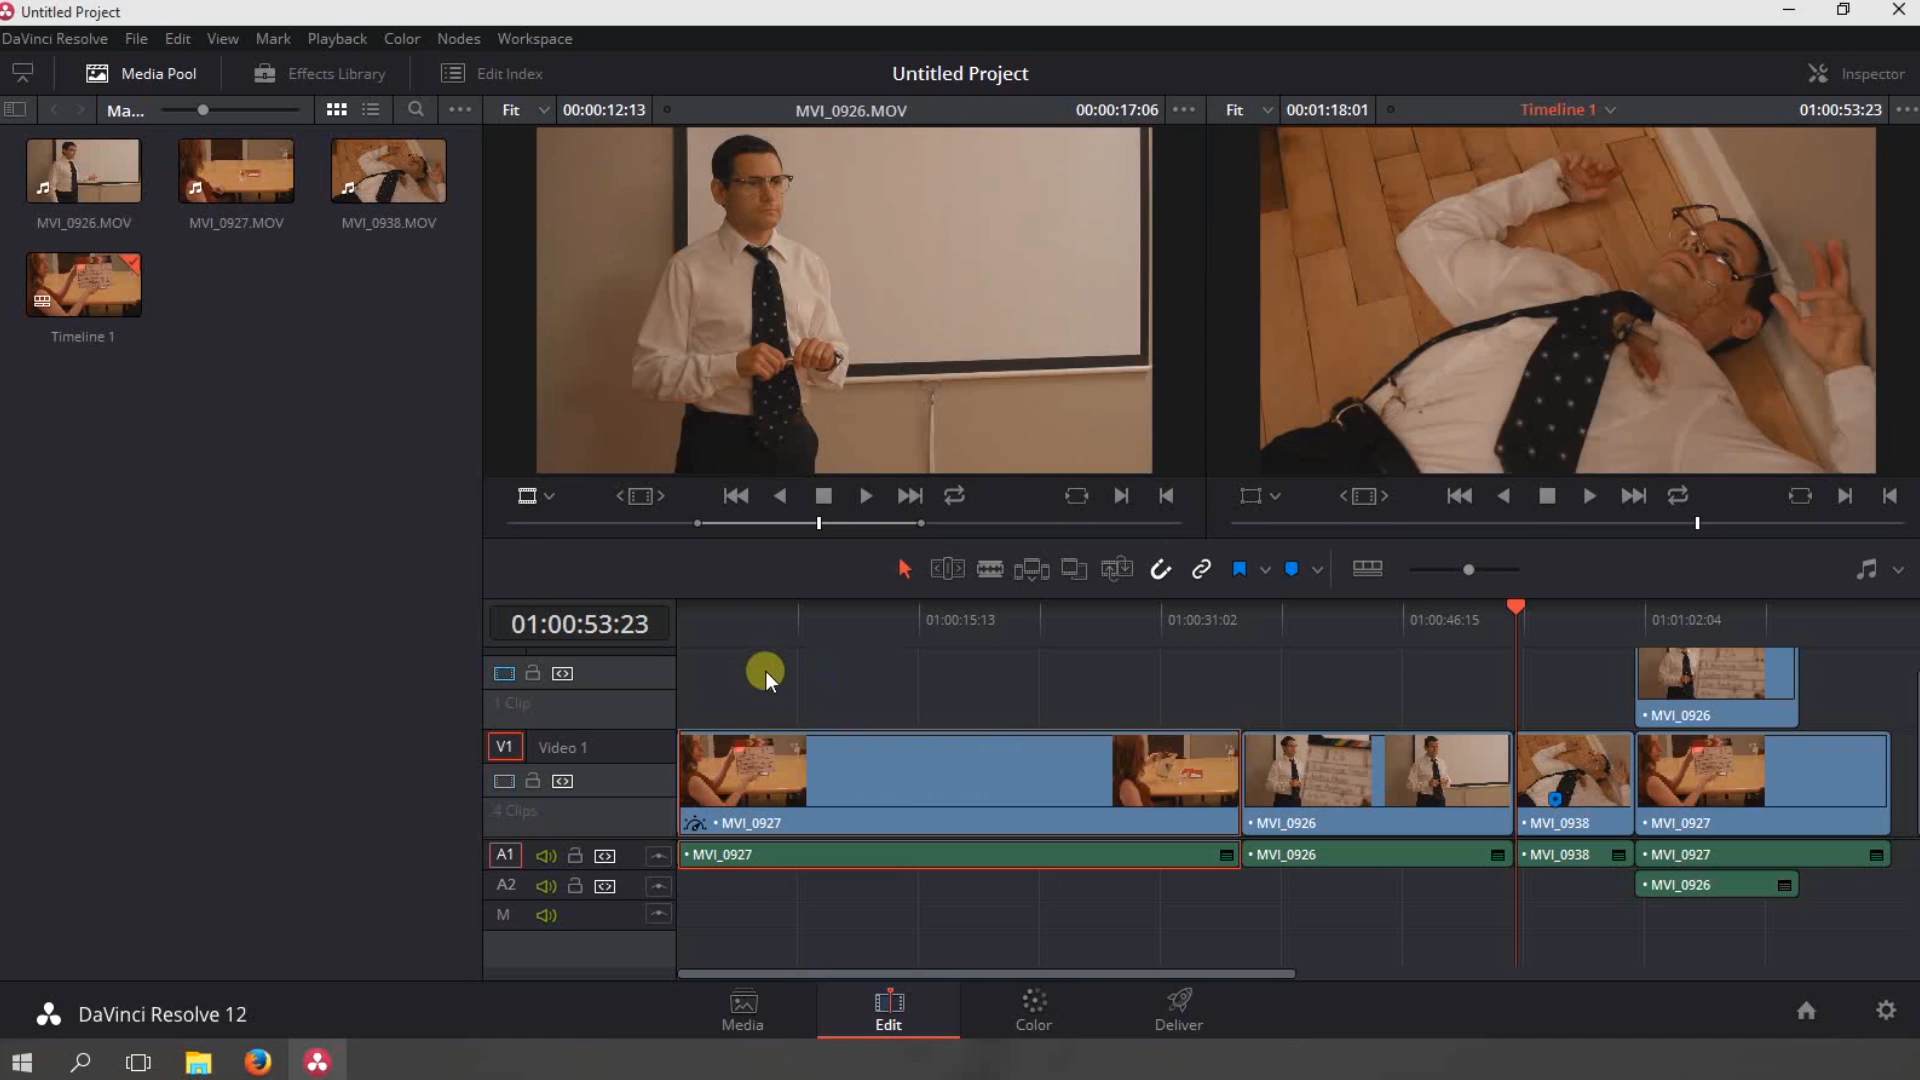 Untitled Project
DaVinci Resolve File Edit View Mark Playback Color Nodes Workspace
Media Pool Effects Library Edit Index Untitled Project Inspector
Ma... Fit 00:00:12:13 MVI_0926.MOV 00:00:17:06 Fit 00:01:18:01 Timeline 1 01:00:53:23
MVI_0926.MOV MVI_0927.MOV MVI_0938.MOV
Timeline 1
01:00:53:23 01:00:15:13 01:00:31:02 01:00:46:15 01:01:02:04
1 Clip
• MVI_0926
V1 Video 1
4 Clips
• MVI_0927 • MVI_0926 • MVI_0938 • MVI_0927
A1 • MVI_0927 • MVI_0926 • MVI_0938 • MVI_0927
A2 • MVI_0926
M
DaVinci Resolve 12
Media Edit Color Deliver